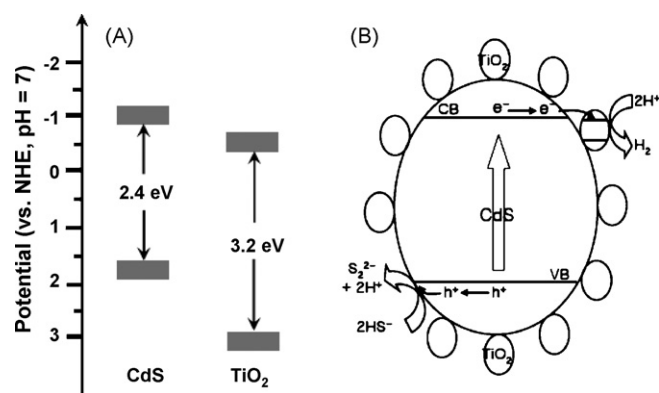 (A)
Potential (vs. NHE, pH = 7)
-2
-1
0
1
2
3
2.4 eV
3.2 eV
CdS
TiO₂
(B)
TiO₂
CB
e⁻
e⁻
2H⁺
H₂
CdS
VB
S₂²⁻
+ 2H⁺
h⁺
h⁺
2HS⁻
TiO₂